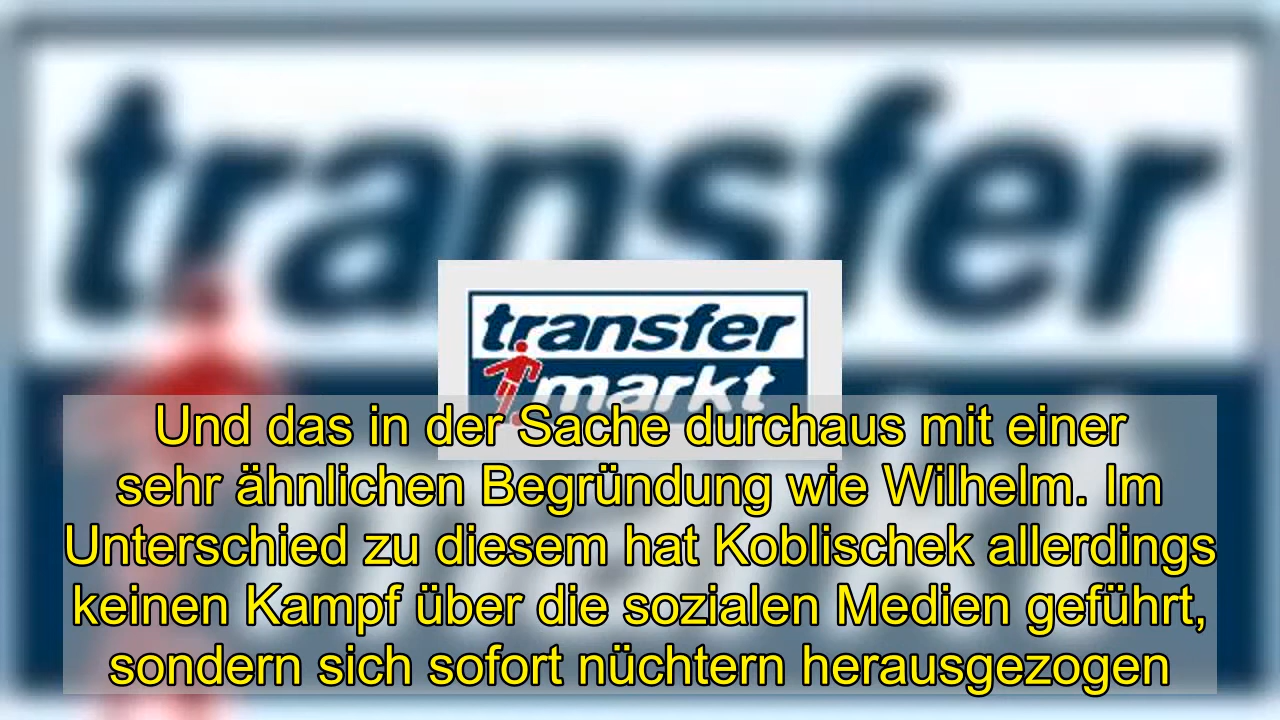 transfer
transfer
markt
Und das in der Sache durchaus mit einer
sehr ähnlichen Begründung wie Wilhelm. Im
Unterschied zu diesem hat Koblischek allerdings
keinen Kampf über die sozialen Medien geführt,
sondern sich sofort nüchtern herausgezogen